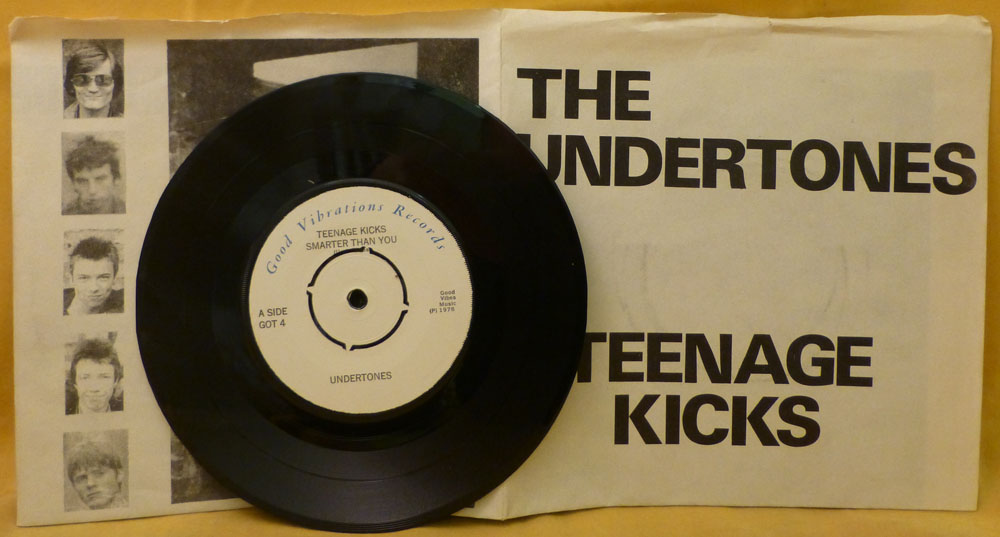 THE
UNDERTONES
TEENAGE
KICKS
Good Vibrations Records
TEENAGE KICKS
SMARTER THAN YOU
A SIDE
GOT 4
Good
Vibes
Music
UNDERTONES